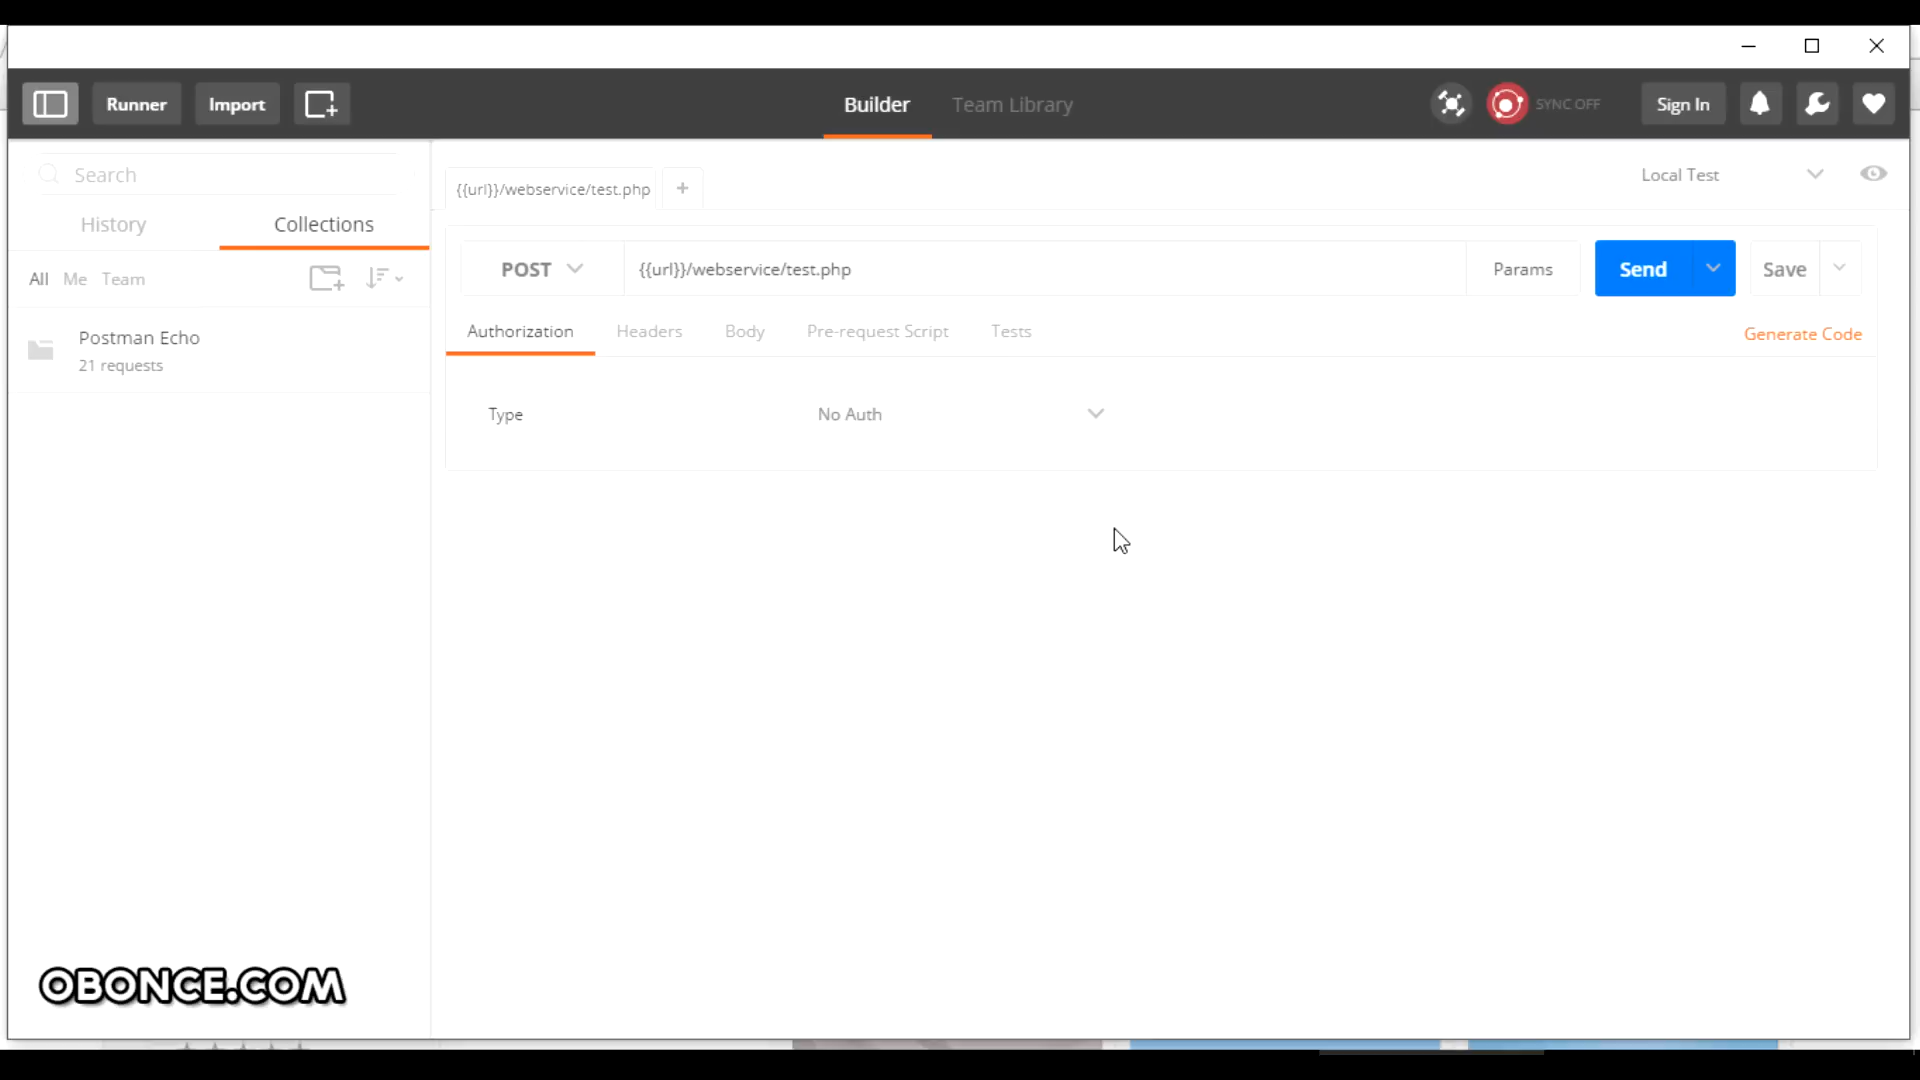 Runner Import Builder Team Library SYNC OFF Sign In
Search
{{url}}/webservice/test.php + Local Test
History Collections
POST {{url}}/webservice/test.php Params Send Save
All Me Team
Authorization Headers Body Pre-request Script Tests Generate Code
Postman Echo
21 requests
Type No Auth
OBONCE.COM